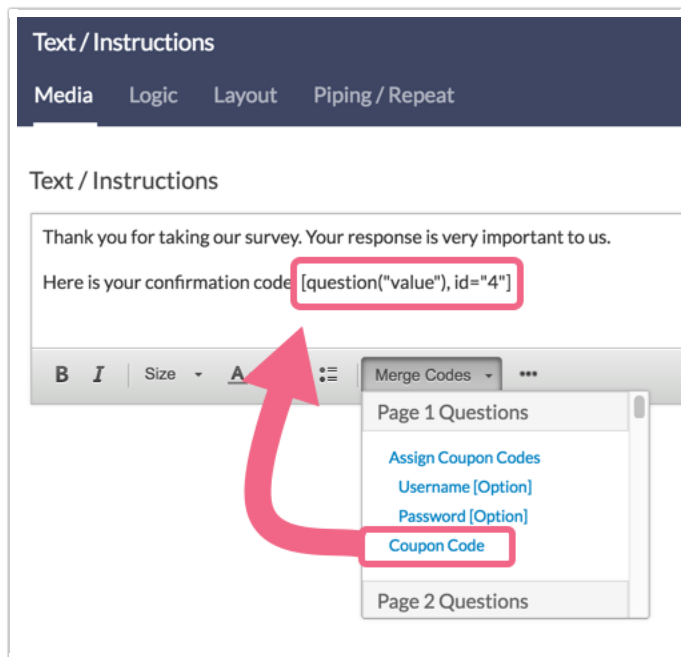 Text / Instructions
Media Logic Layout Piping / Repeat
Text / Instructions
Thank you for taking our survey. Your response is very important to us.
Here is your confirmation code [question("value"), id="4"]
B I Size A Merge Codes
Page 1 Questions
Assign Coupon Codes
Username [Option]
Password [Option]
Coupon Code
Page 2 Questions